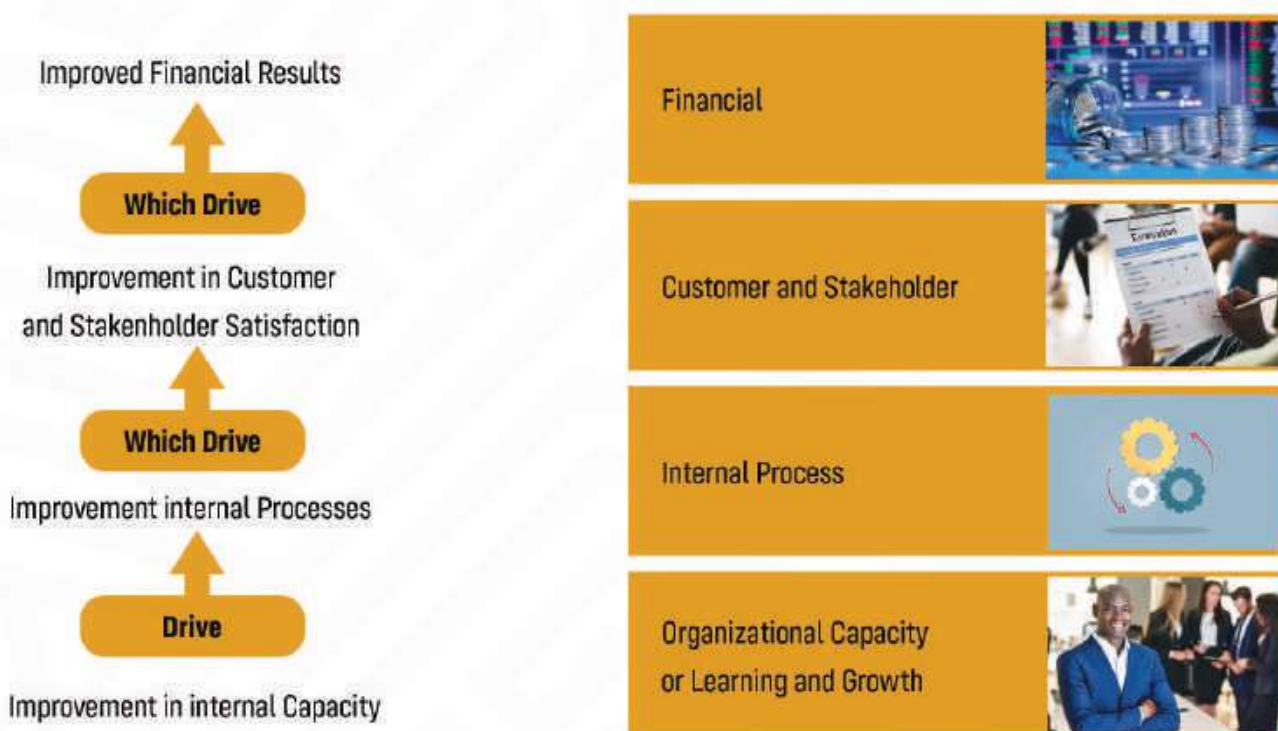 Improved Financial Results
Which Drive
Improvement in Customer
and Stakenholder Satisfaction
Which Drive
Improvement internal Processes
Drive
Improvement in internal Capacity
Financial
Customer and Stakeholder
Internal Process
Organizational Capacity
or Learning and Growth